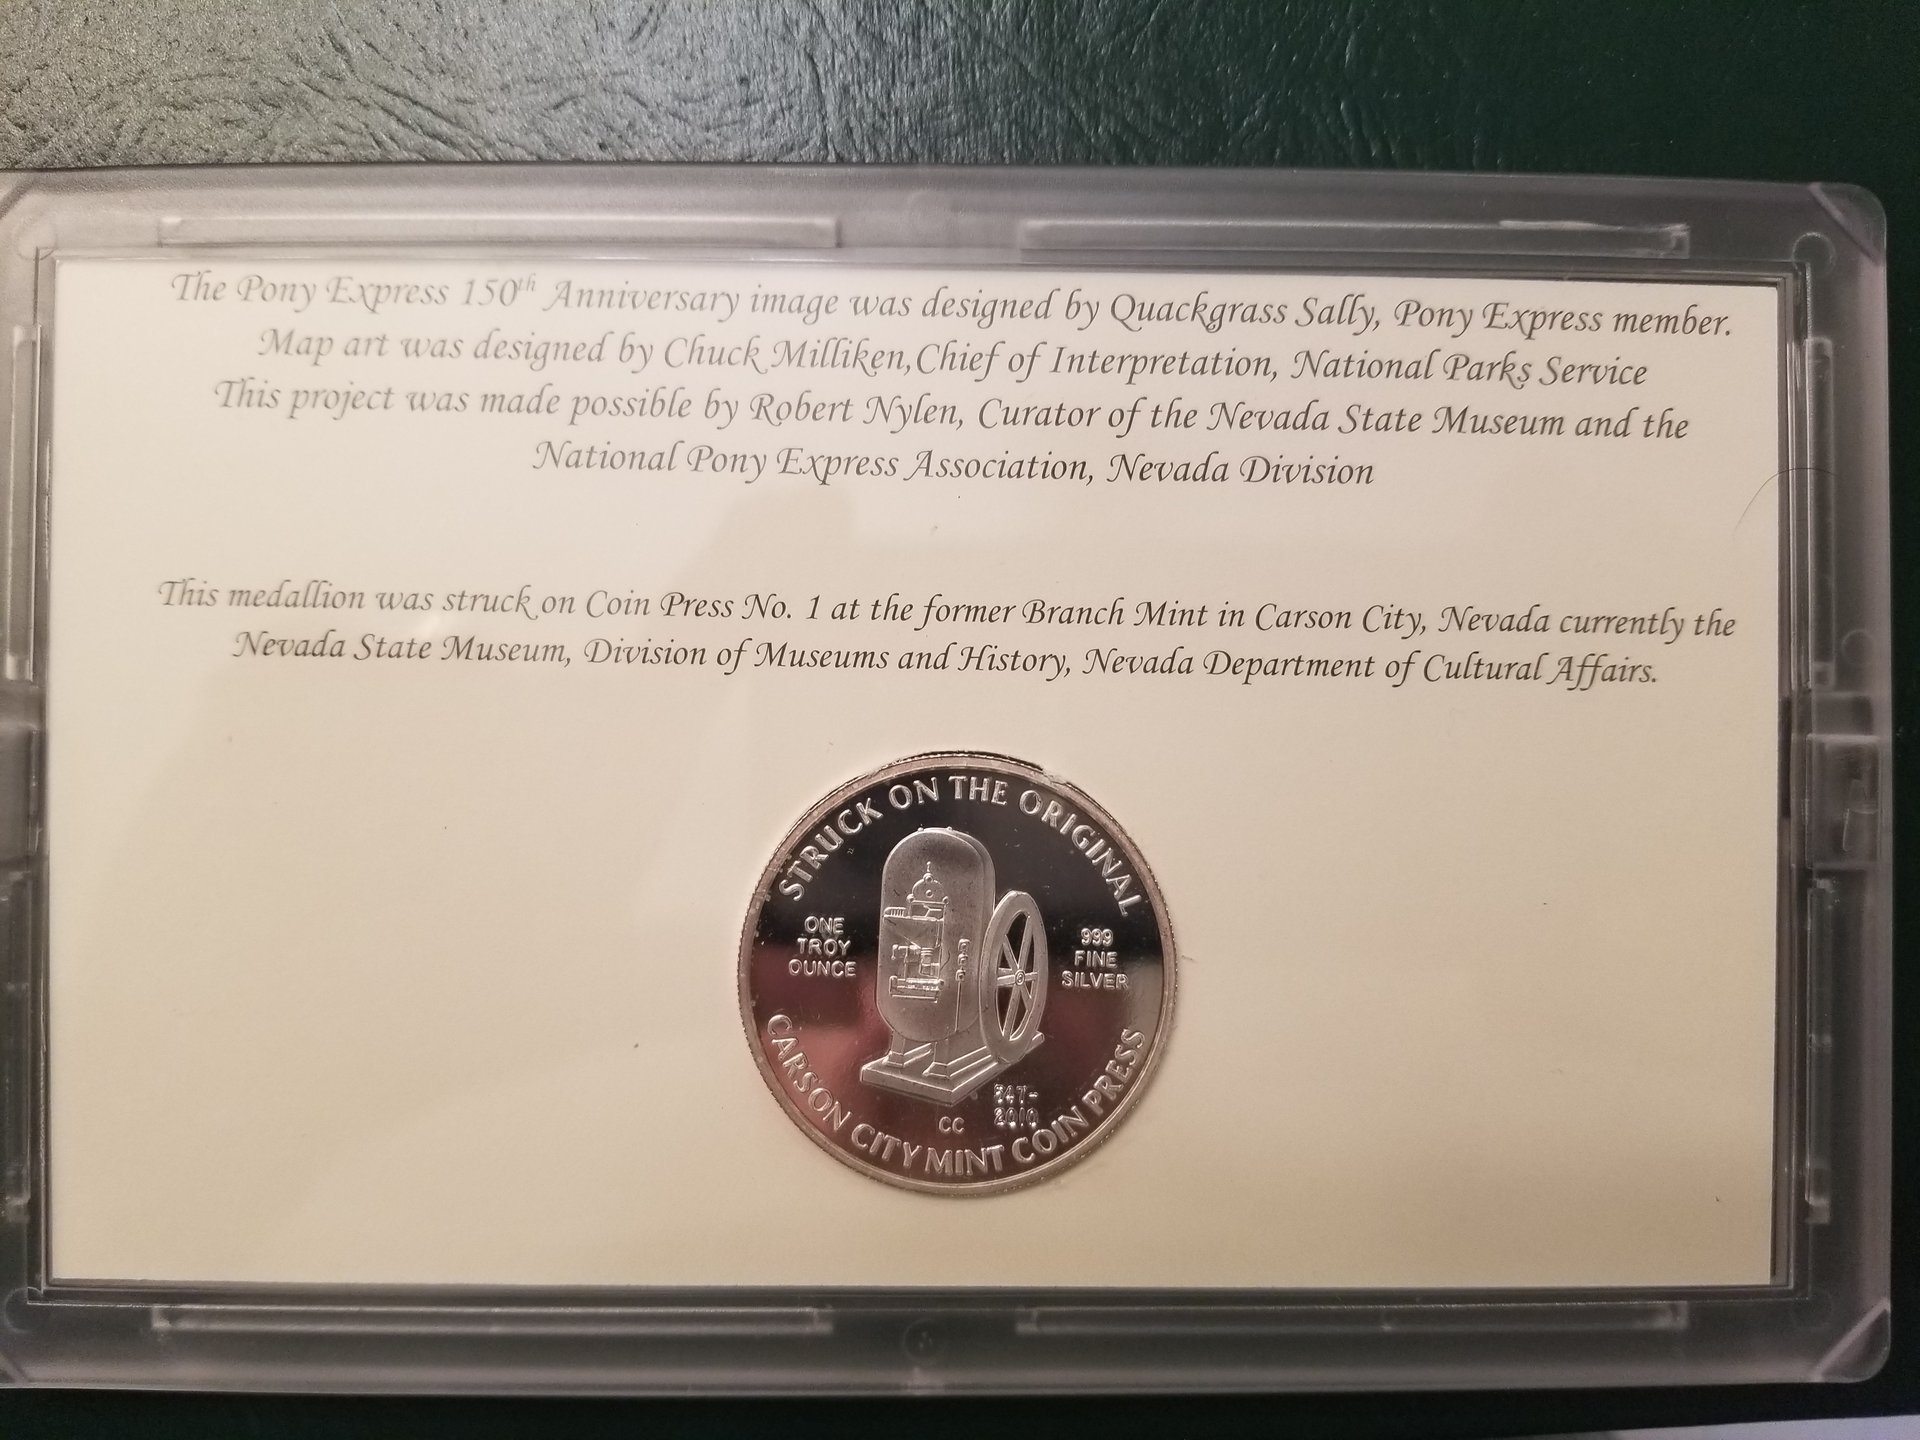 The Pony Express 150th Anniversary image was designed by Quackgrass Sally, Pony Express member.
Map art was designed by Chuck Milliken,Chief of Interpretation, National Parks Service
This project was made possible by Robert Nylen, Curator of the Nevada State Museum and the
National Pony Express Association, Nevada Division
This medallion was struck on Coin Press No. 1 at the former Branch Mint in Carson City, Nevada currently the
Nevada State Museum, Division of Museums and History, Nevada Department of Cultural Affairs.
STRUCK ON THE ORIGINAL
ONE
TROY
OUNCE
999
FINE
SILVER
CC
347-
2010
CARSON CITY MINT COIN PRESS